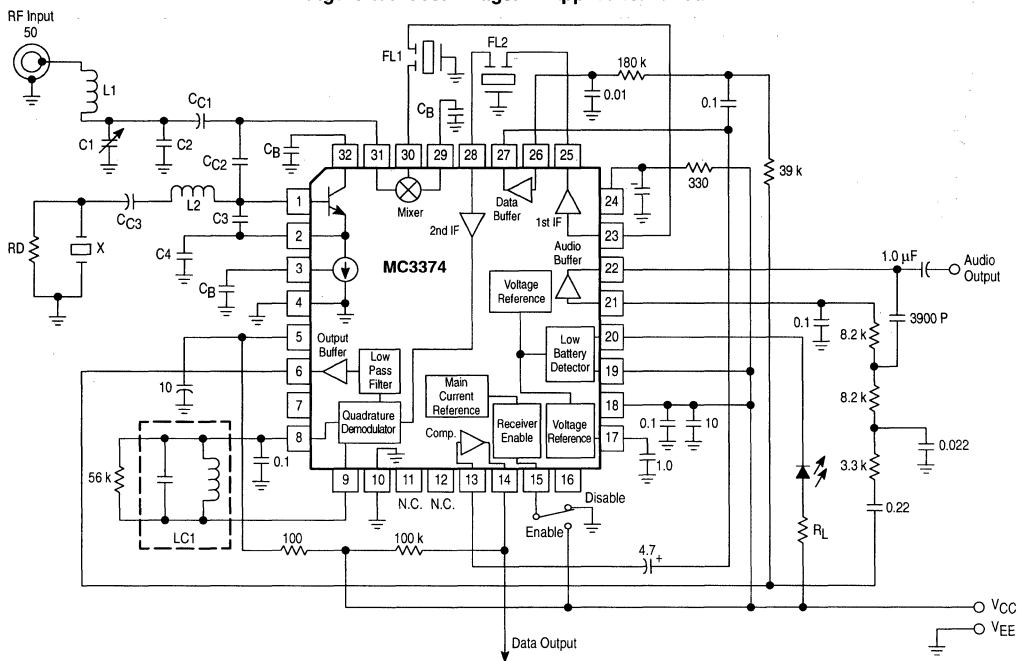 RF Input
50
L1
C1
C2
CC1
CC2
CB
FL1
FL2
CB
0.01
180 k
0.1
39 k
32
31
30
29
28
27
26
25
Mixer
2nd IF
Data
Buffer
1st IF
24
330
23
22
21
20
19
18
17
1
2
3
4
5
6
7
8
CC3
L2
C3
C4
RD
X
CB
MC3374
Voltage
Reference
Audio
Buffer
Low
Battery
Detector
1.0 µF
Audio
Output
3900 P
0.1
8.2 k
8.2 k
3.3 k
0.022
0.22
Output
Buffer
Low
Pass
Filter
Quadrature
Demodulator
Main
Current
Reference
Comp.
Receiver
Enable
Voltage
Reference
0.1
10
1.0
10
0.1
56 k
LC1
9
10
11
12
13
14
15
16
N.C.
N.C.
Disable
Enable
RL
100
100 k
4.7
+
VCC
VEE
Data Output